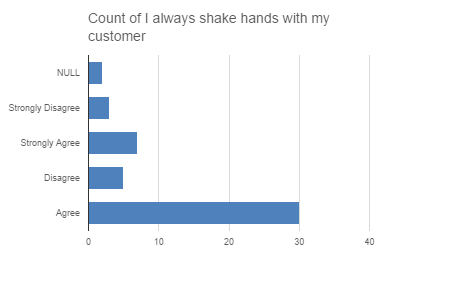 Count of I always shake hands with my
customer
NULL
Strongly Disagree
Strongly Agree
Disagree
Agree
0 10 20 30 40